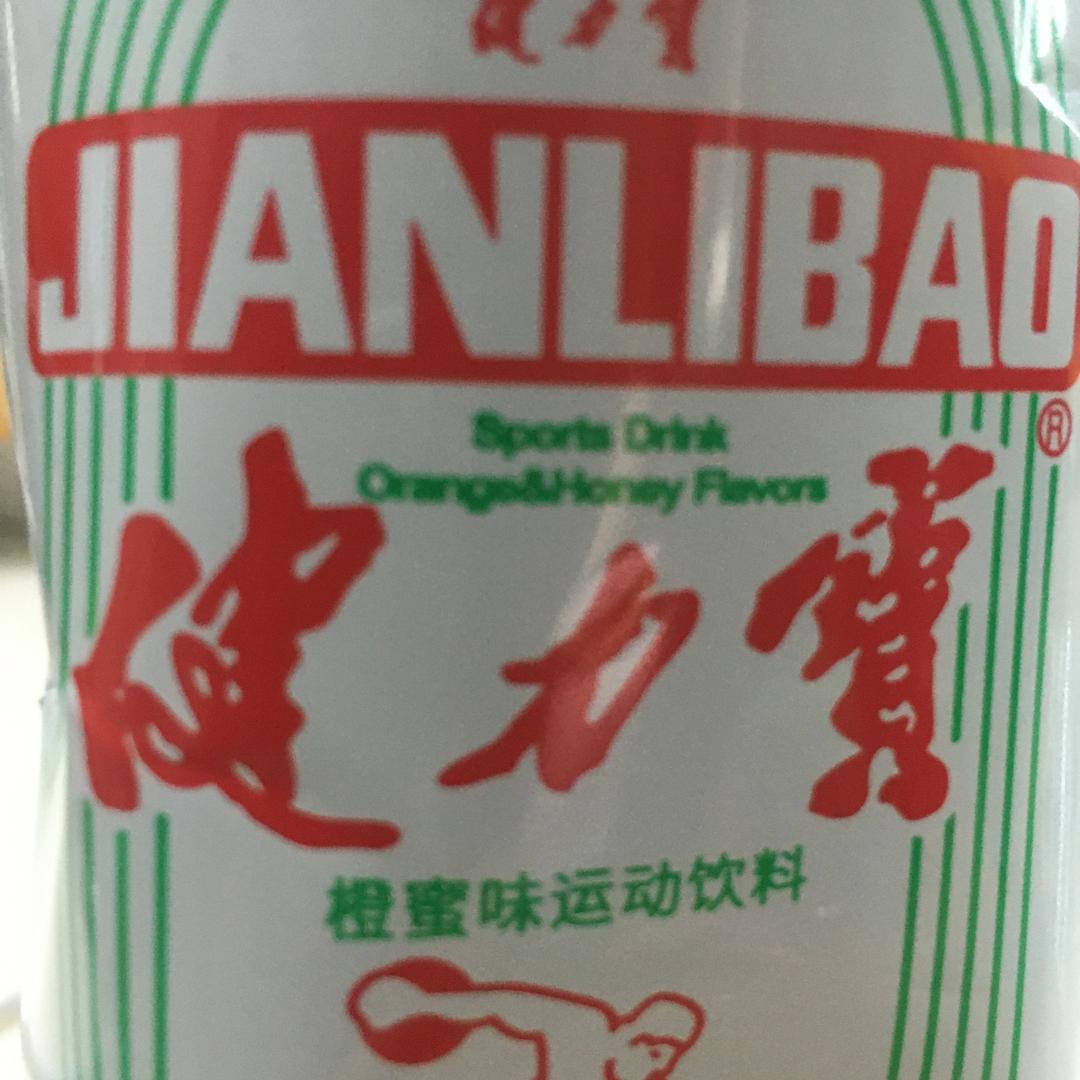 JIANLIBAO
®
Sports Drink
Orange&Honey Flavors
健力寶
橙蜜味运动饮料